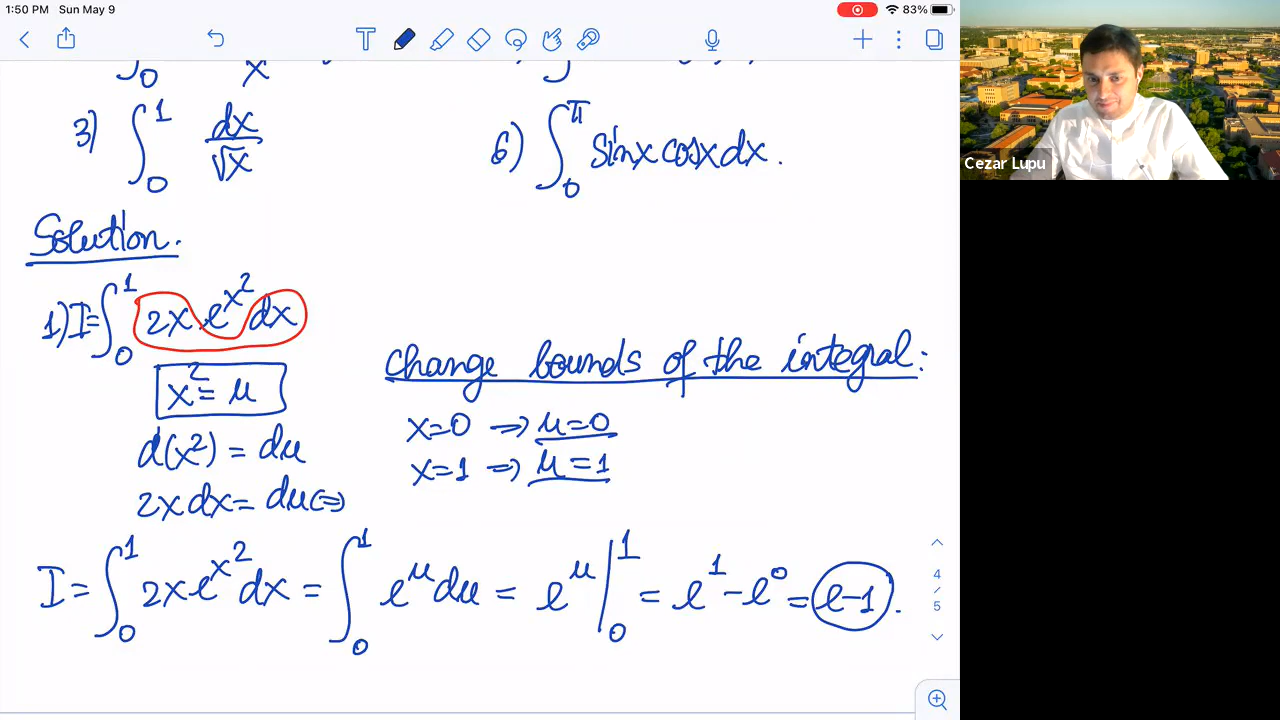 1:50 PM Sun May 9
83%
T
0 x
3) ∫₀¹ dx/√x
6) ∫₀^π sinx cosx dx.
Solution.
1) I = ∫₀¹ 2x e^{x²} dx
x² = u
d(x²) = du
2x dx = du ⇔
Change bounds of the integral:
x=0 ⇒ u=0
x=1 ⇒ u=1
I = ∫₀¹ 2x e^{x²} dx = ∫₀¹ e^u du = e^u |₀¹ = e¹ - e⁰ = e-1.
4
/
5
Cezar Lupu